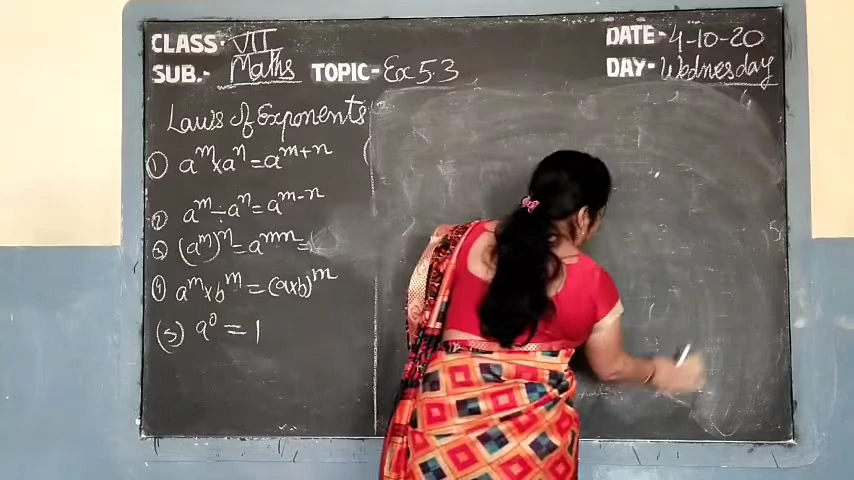 CLASS- VII
SUB.- Maths TOPIC- Ex 5.3
DATE- 4-10-20
DAY- Wednesday
Laws of Exponents
① a^m × a^n = a^m+n
② a^m ÷ a^n = a^m-n
③ (a^m)^n = a^mn =
④ a^m × b^m = (a×b)^m
(5) a^0 = 1